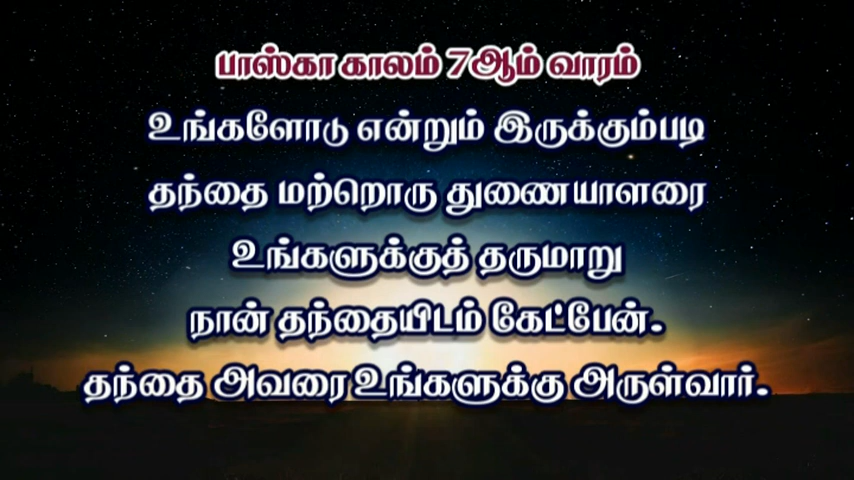 பாஸ்கா காலம் 7ஆம் வாரம்
உங்களோடு என்றும் இருக்கும்படி
தந்தை மற்றொரு துணையாளரை
உங்களுக்குத் தருமாறு
நான் தந்தையிடம் கேட்பேன்.
தந்தை அவரை உங்களுக்கு அருள்வார்.